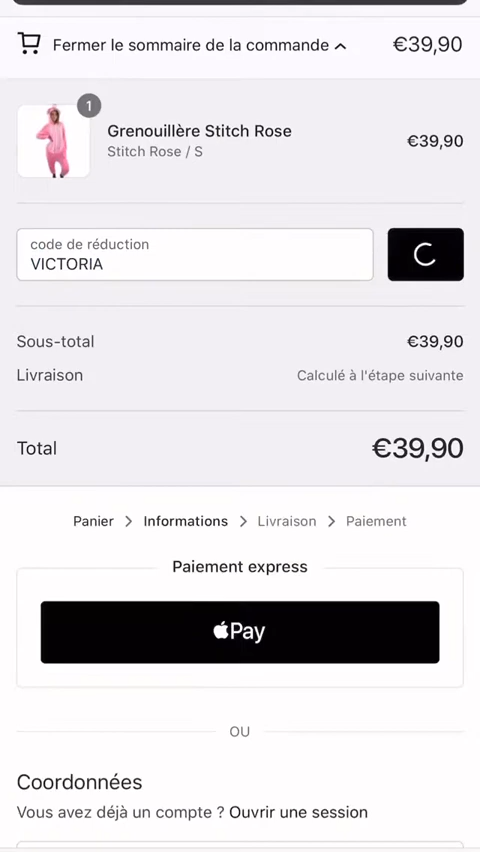 Fermer le sommaire de la commande €39,90
1
Grenouillère Stitch Rose
Stitch Rose / S
€39,90
code de réduction
VICTORIA
Sous-total €39,90
Livraison Calculé à l'étape suivante
Total €39,90
Panier > Informations > Livraison > Paiement
Paiement express
Pay
OU
Coordonnées
Vous avez déjà un compte ? Ouvrir une session